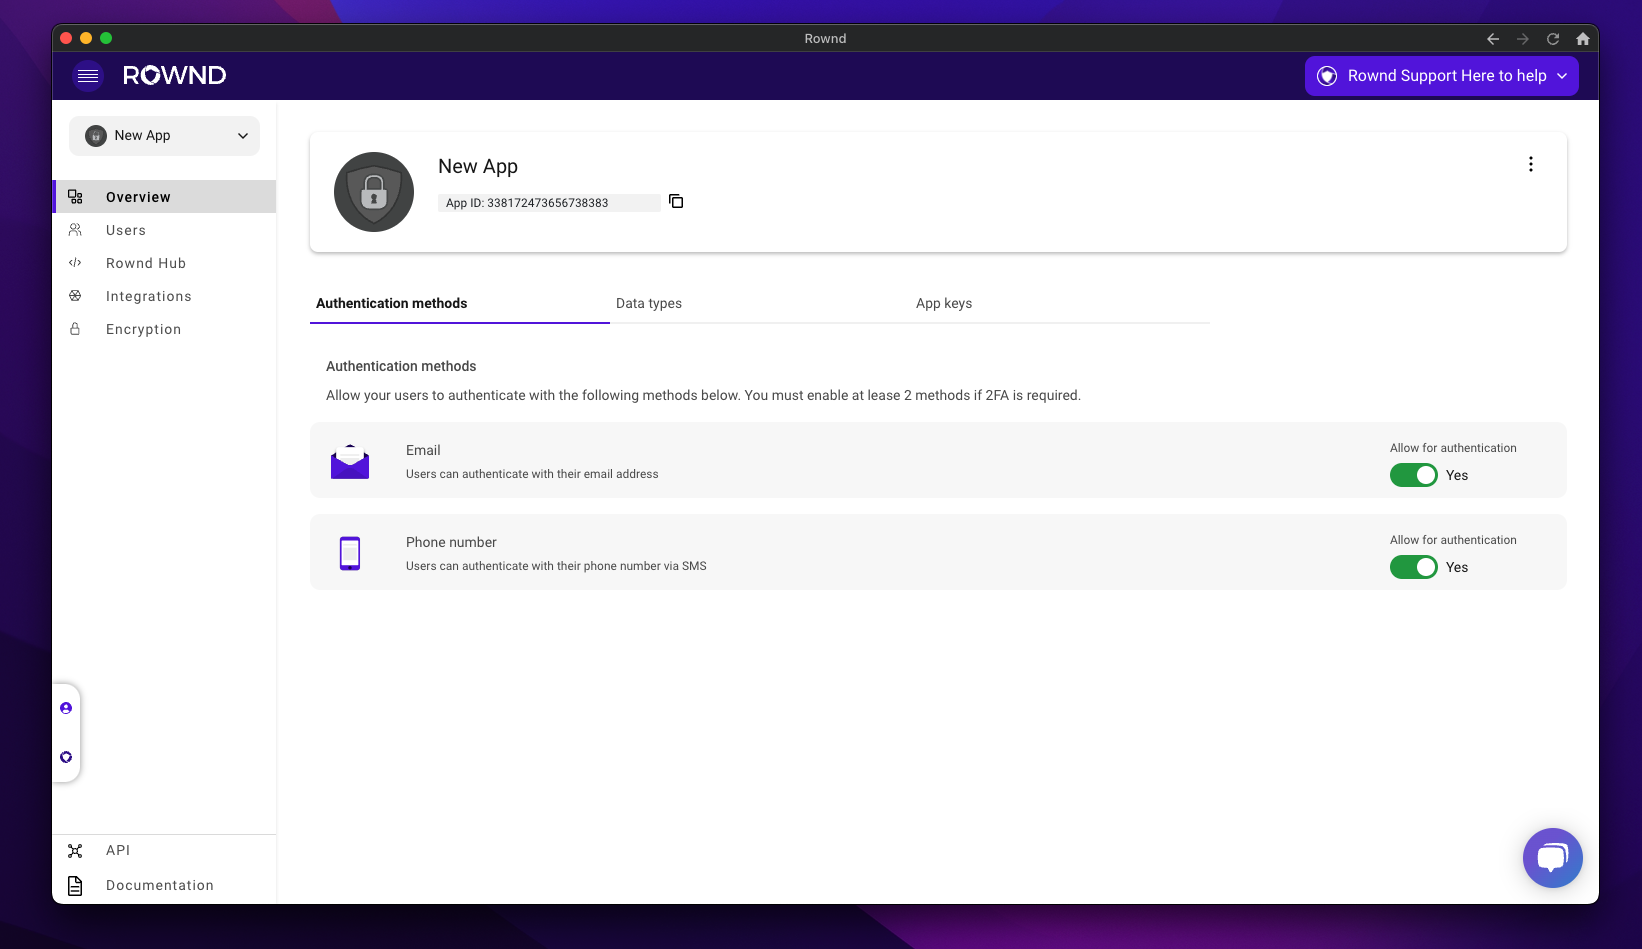 Rownd
ROWND
Rownd Support Here to help
New App
Overview
Users
Rownd Hub
Integrations
Encryption
API
Documentation
New App
App ID: 338172473656738383
Authentication methods
Data types
App keys
Authentication methods
Allow your users to authenticate with the following methods below. You must enable at lease 2 methods if 2FA is required.
Email
Users can authenticate with their email address
Allow for authentication
Yes
Phone number
Users can authenticate with their phone number via SMS
Allow for authentication
Yes